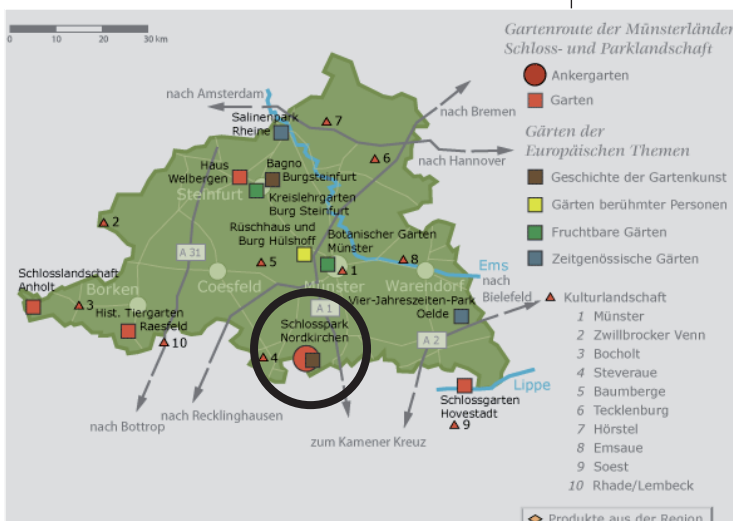 0 10 20 30 km
Gartenroute der Münsterländer
Schloss- und Parklandschaft
Ankergarten
Garten
Gärten der
Europäischen Themen
Geschichte der Gartenkunst
Gärten berühmter Personen
Fruchtbare Gärten
Zeitgenössische Gärten
Kulturlandschaft
1 Münster
2 Zwillbrocker Venn
3 Bocholt
4 Steveraue
5 Baumberge
6 Tecklenburg
7 Hörstel
8 Emsaue
9 Soest
10 Rhade/Lembeck
Produkte aus der Region
nach Amsterdam
nach Bremen
7
Salinenpark
Rheine
6
nach Hannover
Haus
Welbergen
Bagno
Burgsteinfurt
Steinfurt
Kreislehrgarten
Burg Steinfurt
2
Rüschhaus und
Burg Hülshoff
Botanischer Garten
Münster
A 31
5
8
1
Ems
nach
Bielefeld
Schlosslandschaft
Anholt
Borken
Coesfeld
Münster
Warendorf
3
Hist. Tiergarten
Raesfeld
10
A 1
Vier-Jahreszeiten-Park
Oelde
Schlosspark
Nordkirchen
A 2
4
Lippe
Schlossgarten
Hovestadt
9
nach Bottrop
nach Recklinghausen
zum Kamener Kreuz